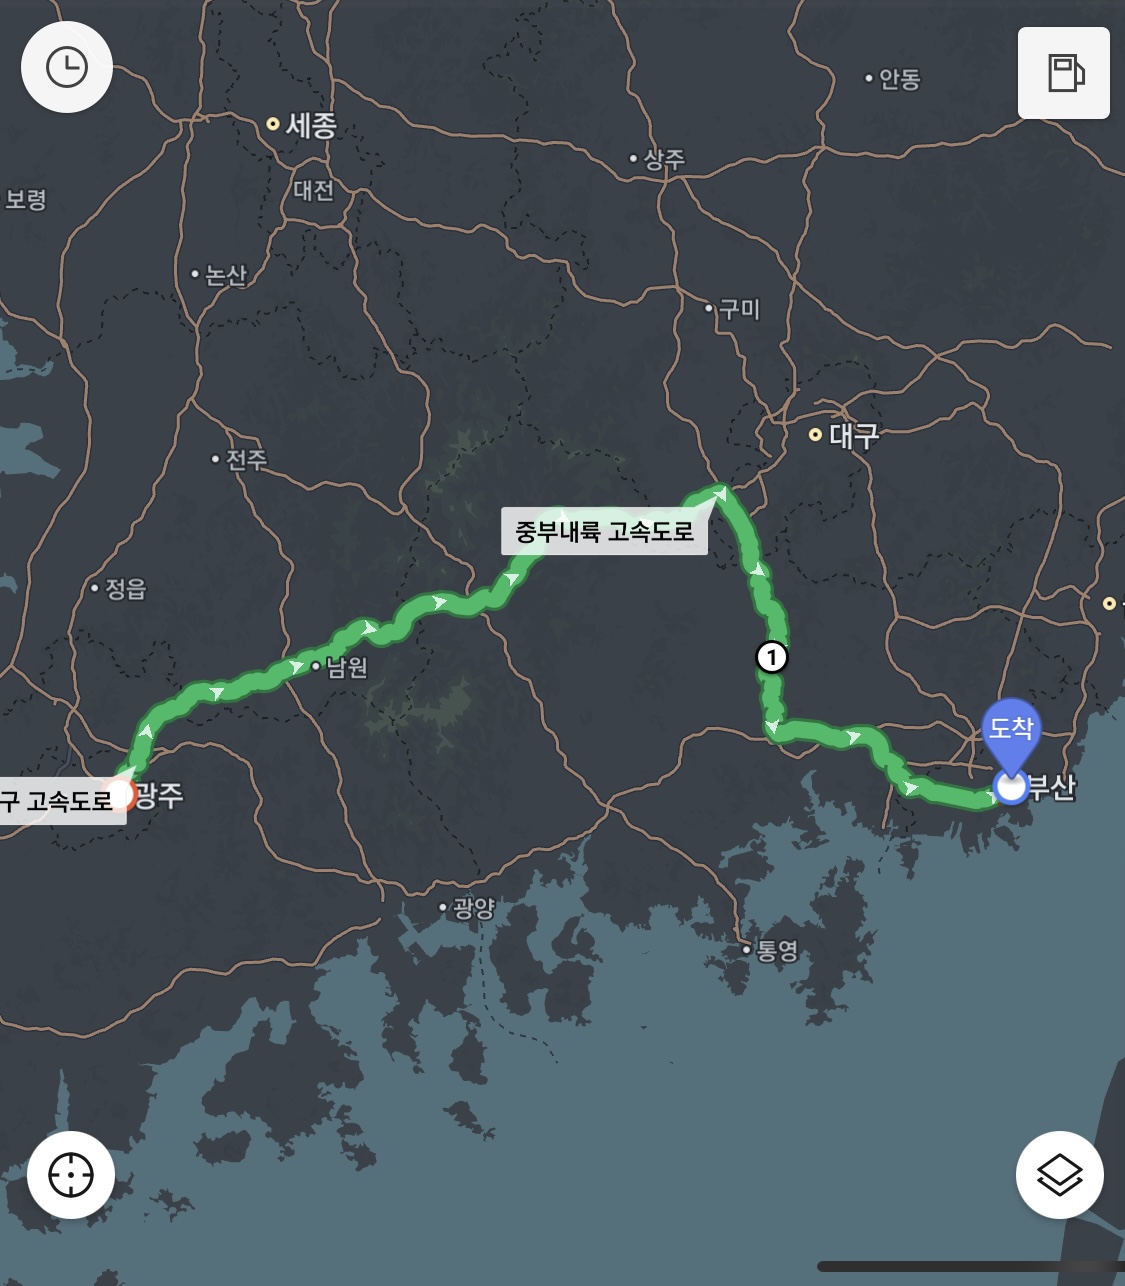 안동
세종
상주
대전
보령
논산
구미
대구
전주
중부내륙 고속도로
정읍
남원
1
도착
부산
구 고속도로
광주
광양
통영